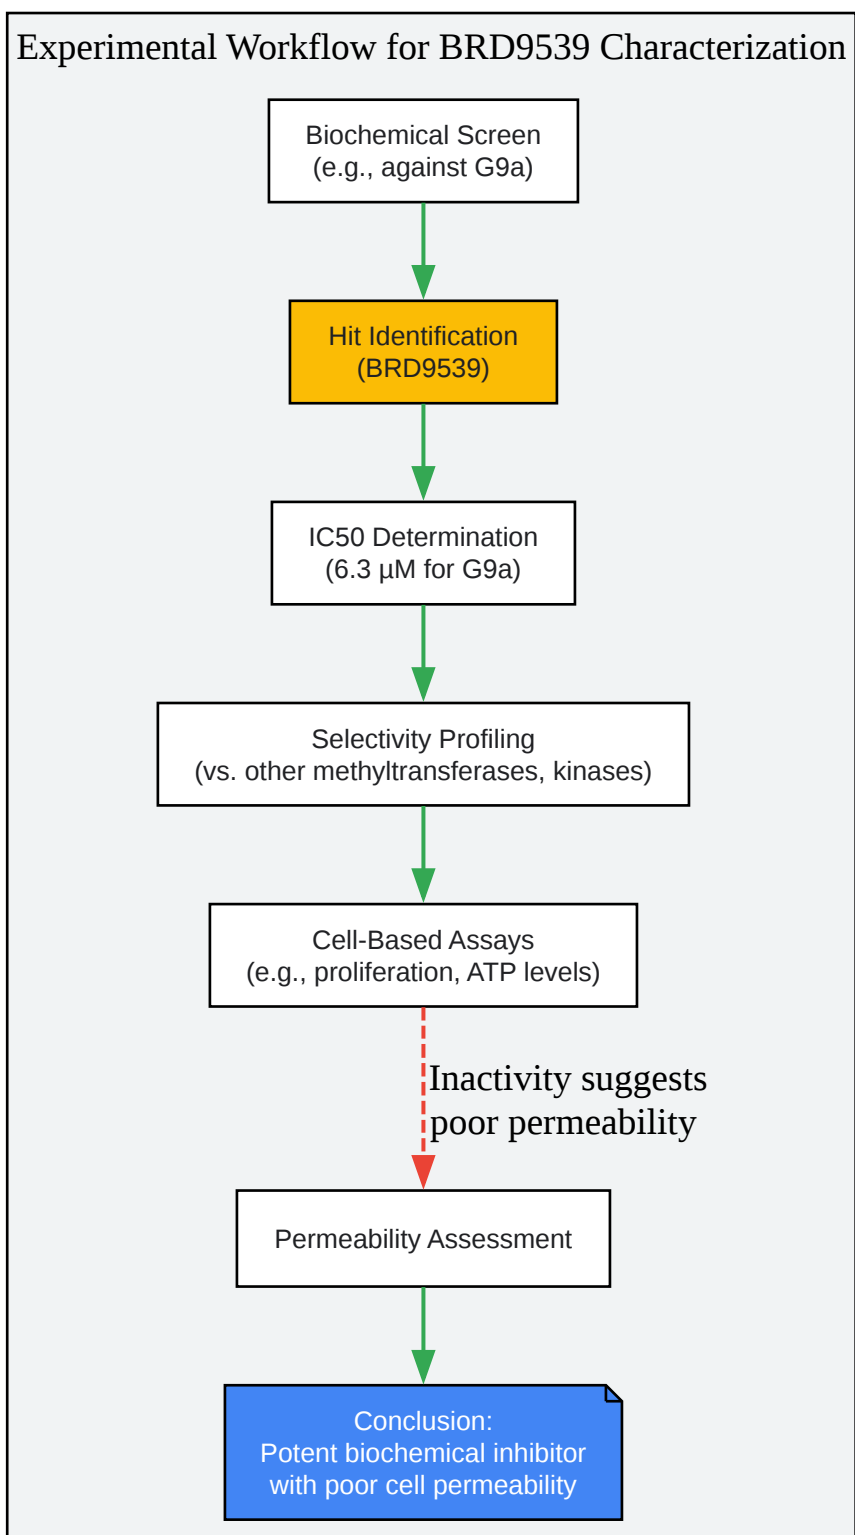 Experimental Workflow for BRD9539 Characterization
Biochemical Screen
(e.g., against G9a)
Hit Identification
(BRD9539)
IC50 Determination
(6.3 µM for G9a)
Selectivity Profiling
(vs. other methyltransferases, kinases)
Cell-Based Assays
(e.g., proliferation, ATP levels)
Inactivity suggests
poor permeability
Permeability Assessment
Conclusion:
Potent biochemical inhibitor
with poor cell permeability